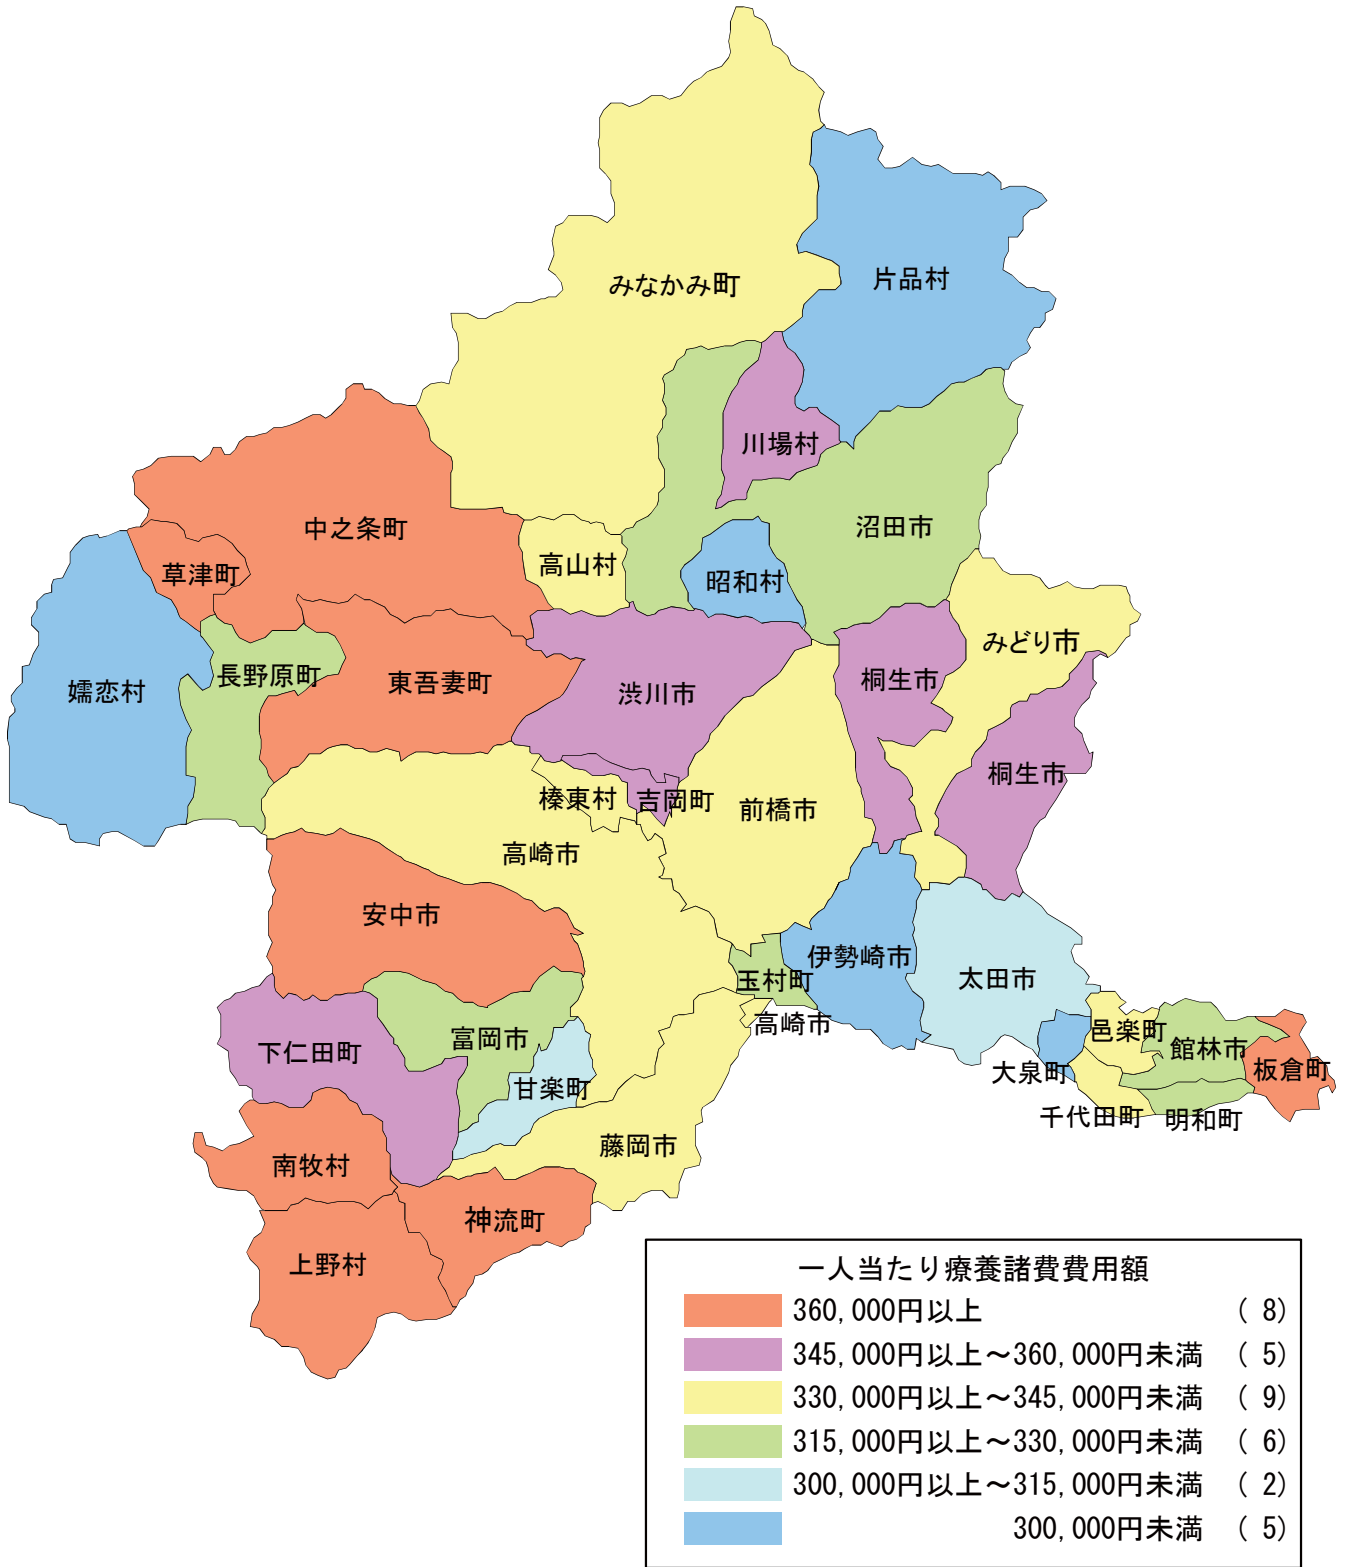 みなかみ町
片品村
川場村
中之条町
沼田市
高山村
草津町
昭和村
みどり市
長野原町
東吾妻町
桐生市
嬬恋村
渋川市
桐生市
榛東村
吉岡町
前橋市
高崎市
安中市
伊勢崎市
玉村町
太田市
高崎市
富岡市
邑楽町
館林市
下仁田町
大泉町
板倉町
甘楽町
千代田町
明和町
藤岡市
南牧村
神流町
上野村
一人当たり療養諸費費用額
360,000円以上 ( 8)
345,000円以上～360,000円未満 ( 5)
330,000円以上～345,000円未満 ( 9)
315,000円以上～330,000円未満 ( 6)
300,000円以上～315,000円未満 ( 2)
300,000円未満 ( 5)